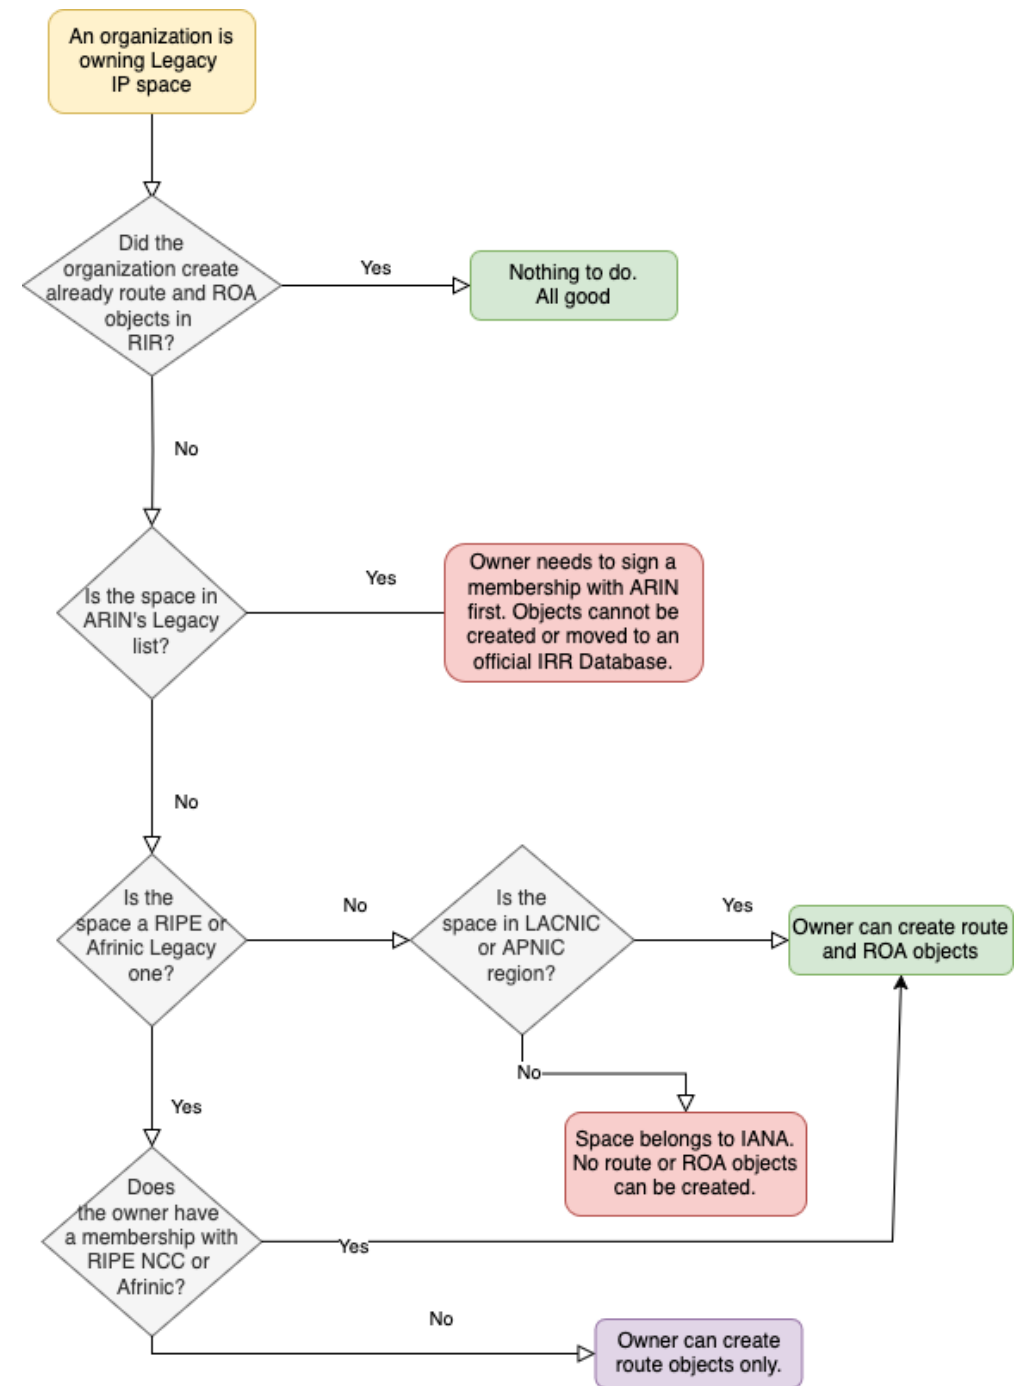 An organization is
owning Legacy
IP space
Did the
organization create
already route and ROA
objects in
RIR?
Yes
Nothing to do.
All good
No
Is the space in
ARIN's Legacy
list?
Yes
Owner needs to sign a
membership with ARIN
first. Objects cannot be
created or moved to an
official IRR Database.
No
Is the
space a RIPE or
Afrinic Legacy
one?
No
Is the
space in LACNIC
or APNIC
region?
Yes
Owner can create route
and ROA objects
No
Space belongs to IANA.
No route or ROA objects
can be created.
Yes
Does
the owner have
a membership with
RIPE NCC or
Afrinic?
Yes
No
Owner can create
route objects only.